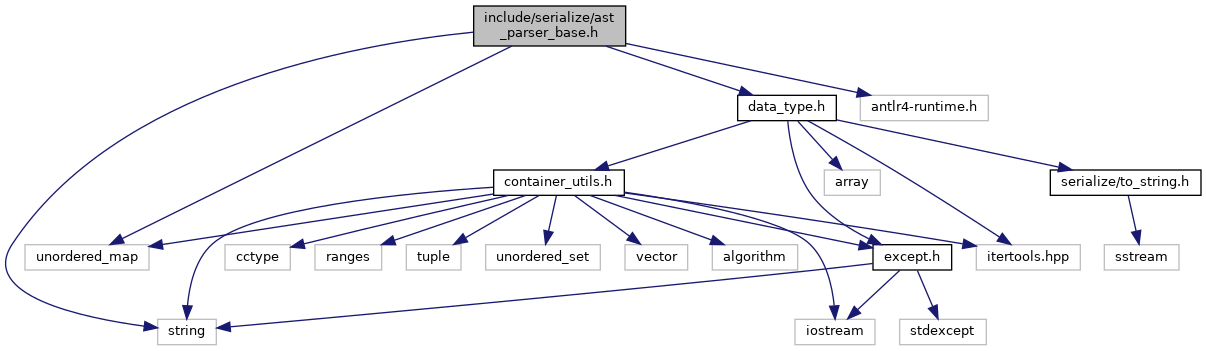 include/serialize/ast
_parser_base.h
data_type.h
antlr4-runtime.h
container_utils.h
array
serialize/to_string.h
unordered_map
cctype
ranges
tuple
unordered_set
vector
algorithm
except.h
itertools.hpp
sstream
string
iostream
stdexcept